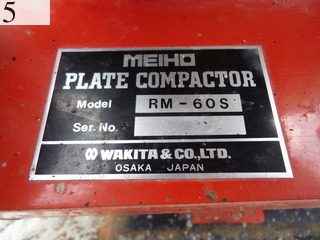 5
MEIHO
PLATE COMPACTOR
Model RM-60S
Ser. No.
WAKITA & CO., LTD.
OSAKA JAPAN